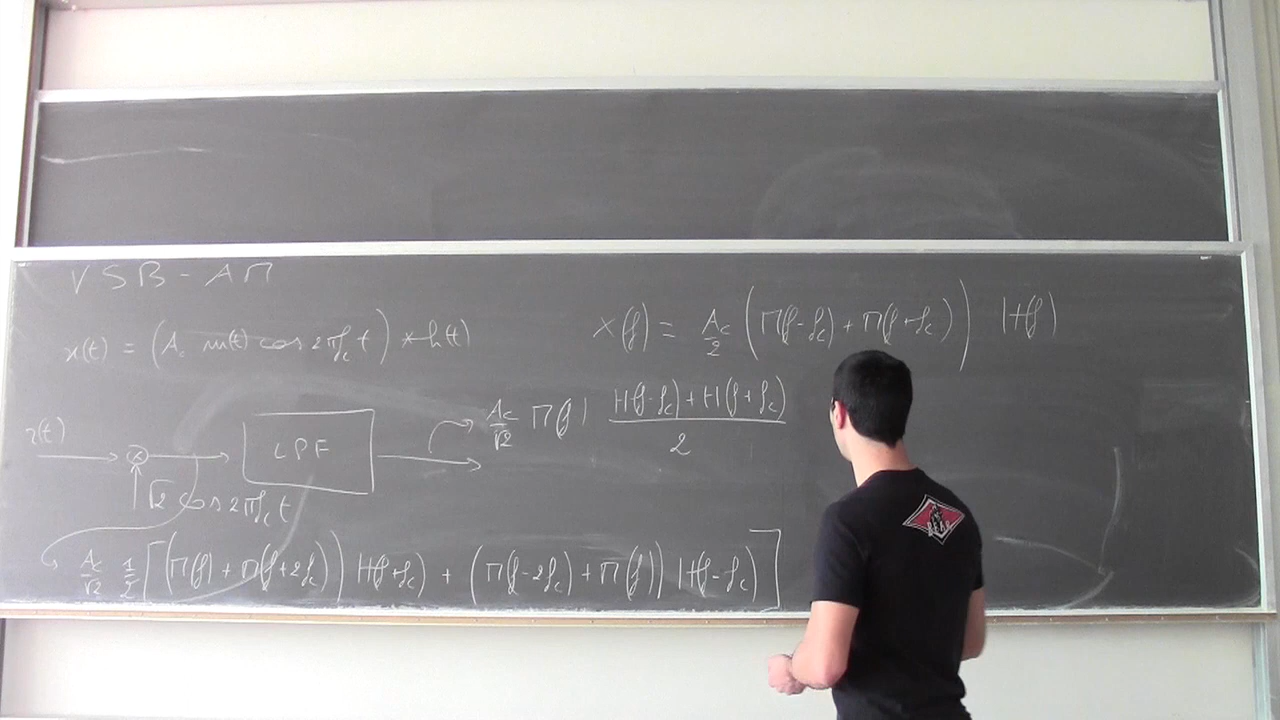 VSB-AM
x(t) = (A_c m(t) cos 2πf_c t) * h(t)
X(f) = A_c/2 (M(f-f_c) + M(f+f_c)) H(f)
r(t)
×
LPF
A_c/√2 M(f) (H(f-f_c) + H(f+f_c))/2
√2 cos 2πf_c t
A_c/√2 1/2 [(M(f) + M(f+2f_c)) H(f+f_c) + (M(f-2f_c) + M(f)) H(f-f_c)]